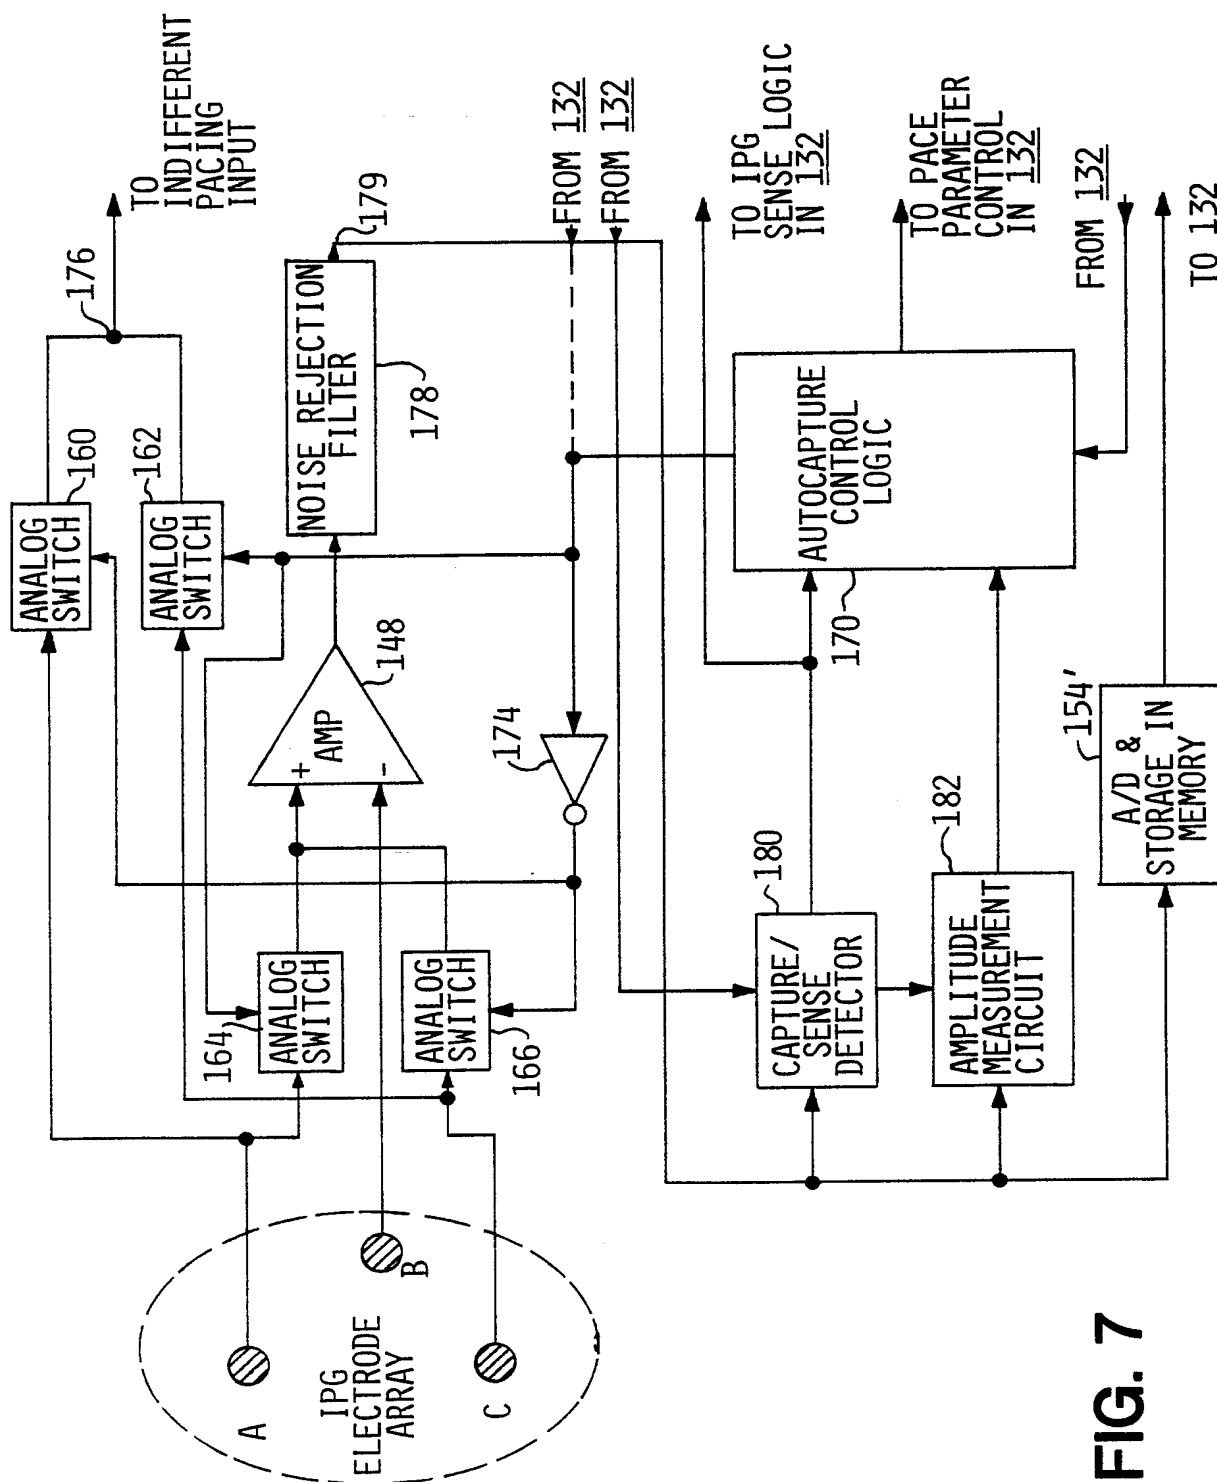 TO
INDIFFERENT
PACING
INPUT
176
ANALOG
SWITCH
160
ANALOG
SWITCH
162
NOISE REJECTION
FILTER
178
179
FROM 132
FROM 132
AMP
+
-
148
174
ANALOG
SWITCH
164
ANALOG
SWITCH
166
A
B
C
IPG
ELECTRODE
ARRAY
TO IPG
SENSE LOGIC
IN 132
TO PACE
PARAMETER
CONTROL
IN 132
FROM 132
TO 132
AUTOCAPTURE
CONTROL
LOGIC
170
CAPTURE/
SENSE
DETECTOR
180
AMPLITUDE
MEASUREMENT
CIRCUIT
182
A/D &
STORAGE IN
MEMORY
154'
FIG. 7